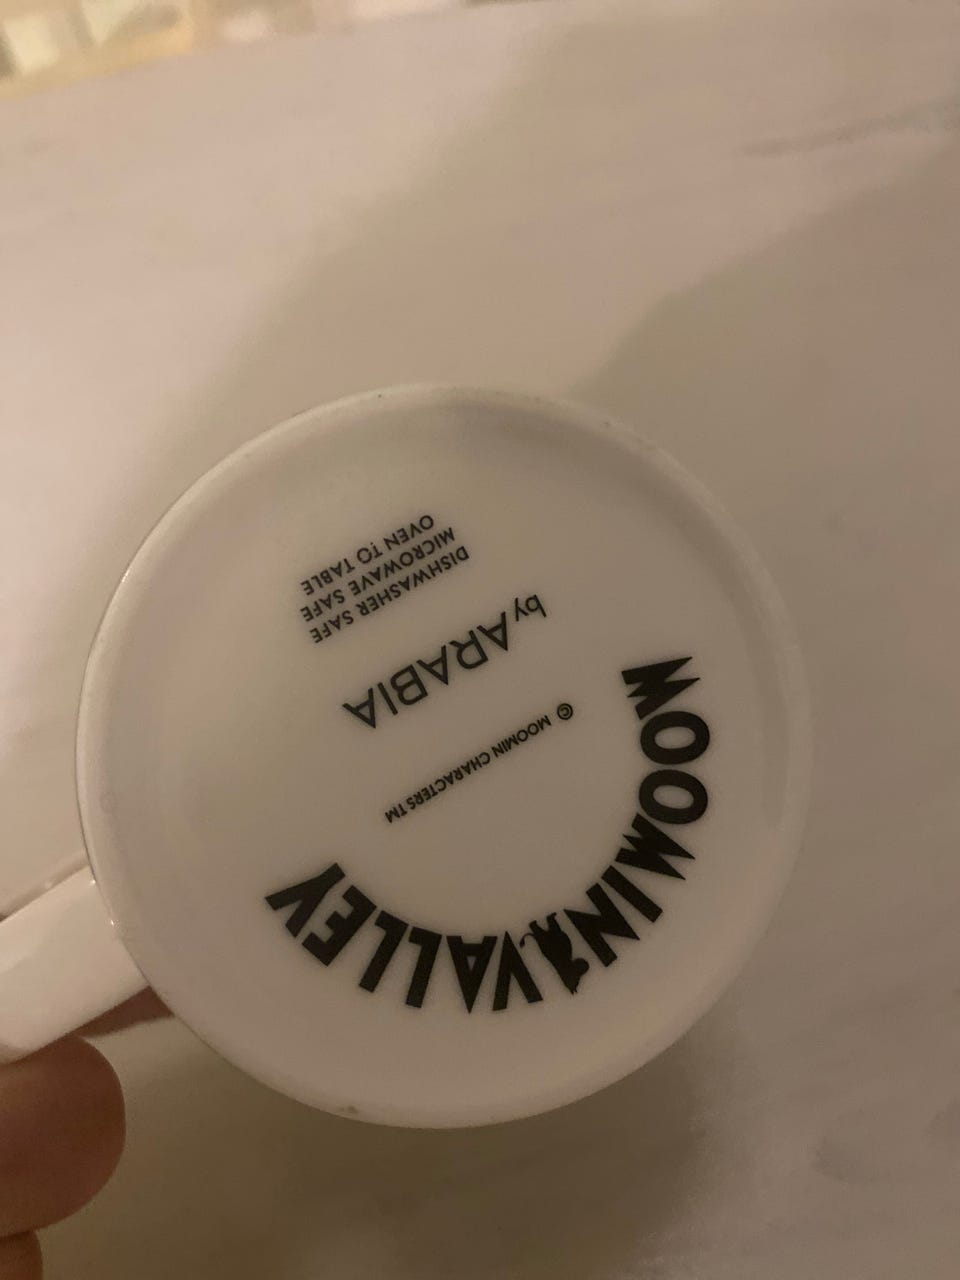 MOOMINVALLEY
© MOOMIN CHARACTERS TM
by ARABIA
DISHWASHER SAFE
MICROWAVE SAFE
OVEN TO TABLE